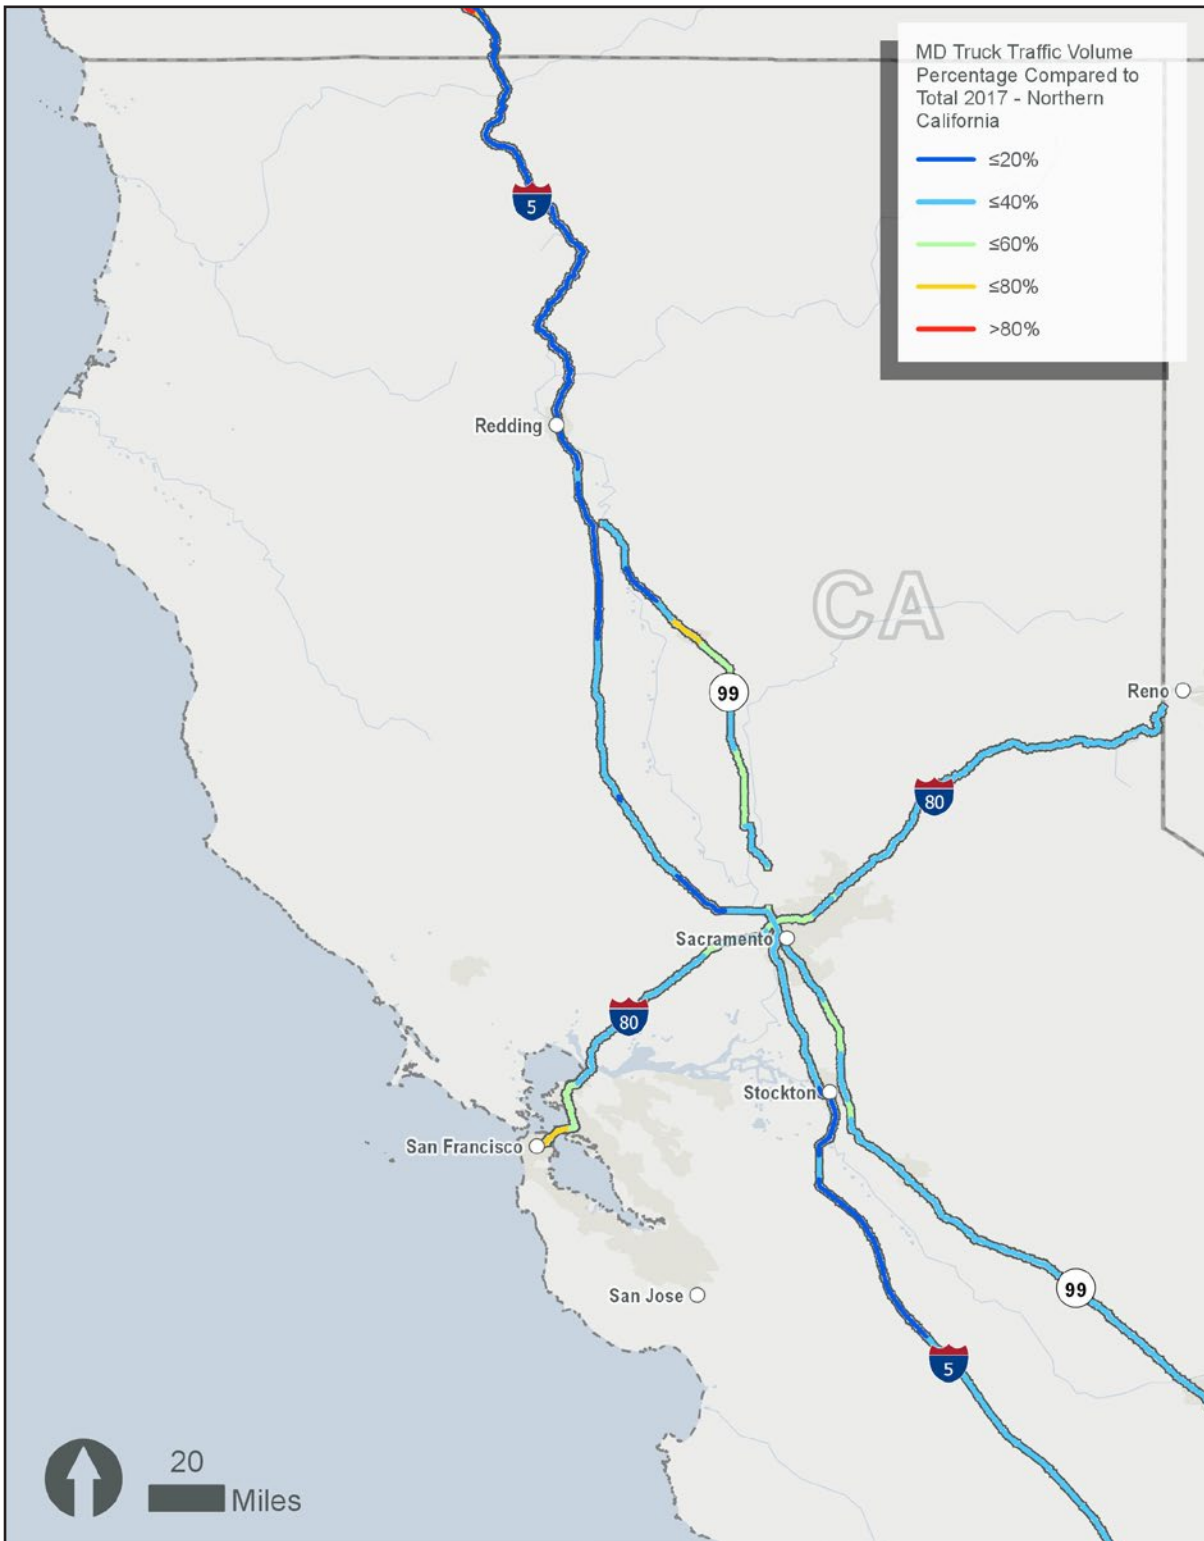 MD Truck Traffic Volume
Percentage Compared to
Total 2017 - Northern
California
≤20%
≤40%
≤60%
≤80%
>80%
5
Redding
CA
99
Reno
80
Sacramento
80
Stockton
San Francisco
San Jose
99
5
20
Miles